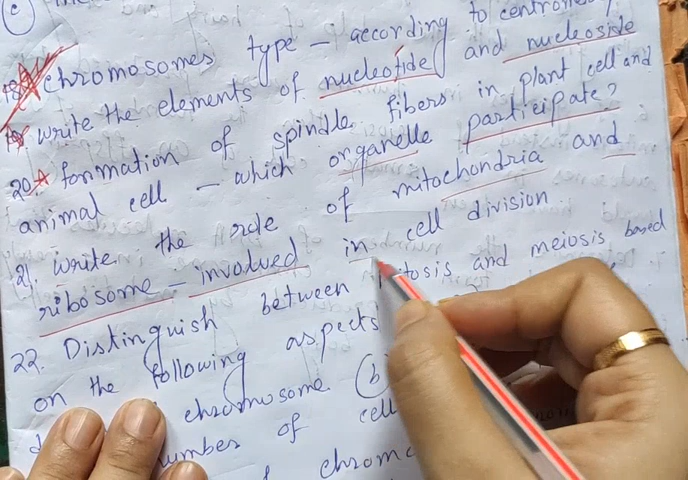 (c)
18. chromosomes type - according to centromere
19. write the elements of nucleotide and nucleoside
20. formation of spindle fibers in plant cell and
animal cell - which organelle participate?
21. write the role of mitochondria and
ribosome - involved in cell division
22. Distinguish between mitosis and meiosis based
on the following aspects
chromosome (b)
number of cell